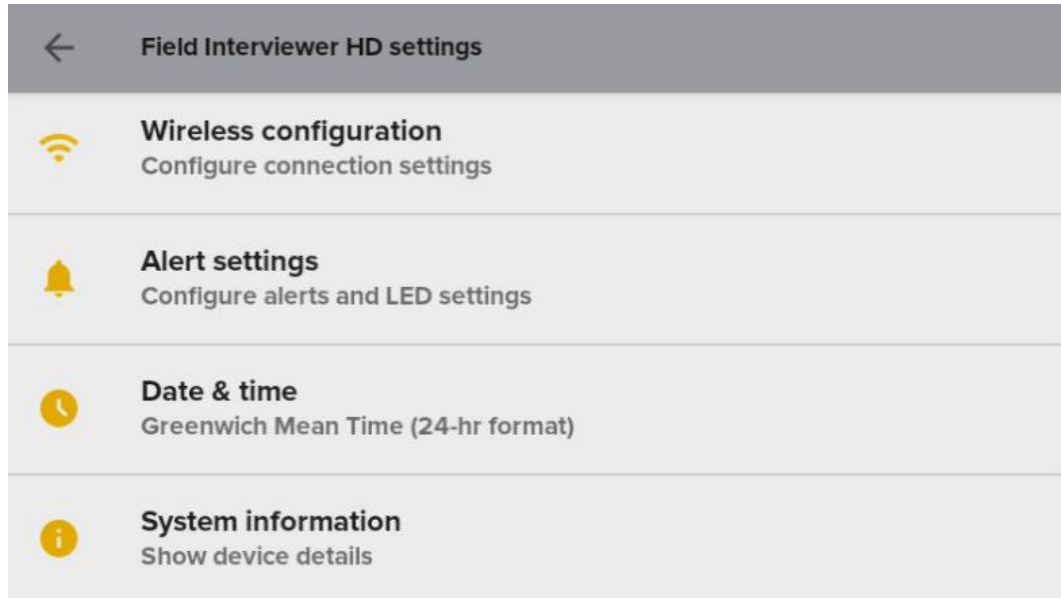 Field Interviewer HD settings
Wireless configuration
Configure connection settings
Alert settings
Configure alerts and LED settings
Date & time
Greenwich Mean Time (24-hr format)
System information
Show device details